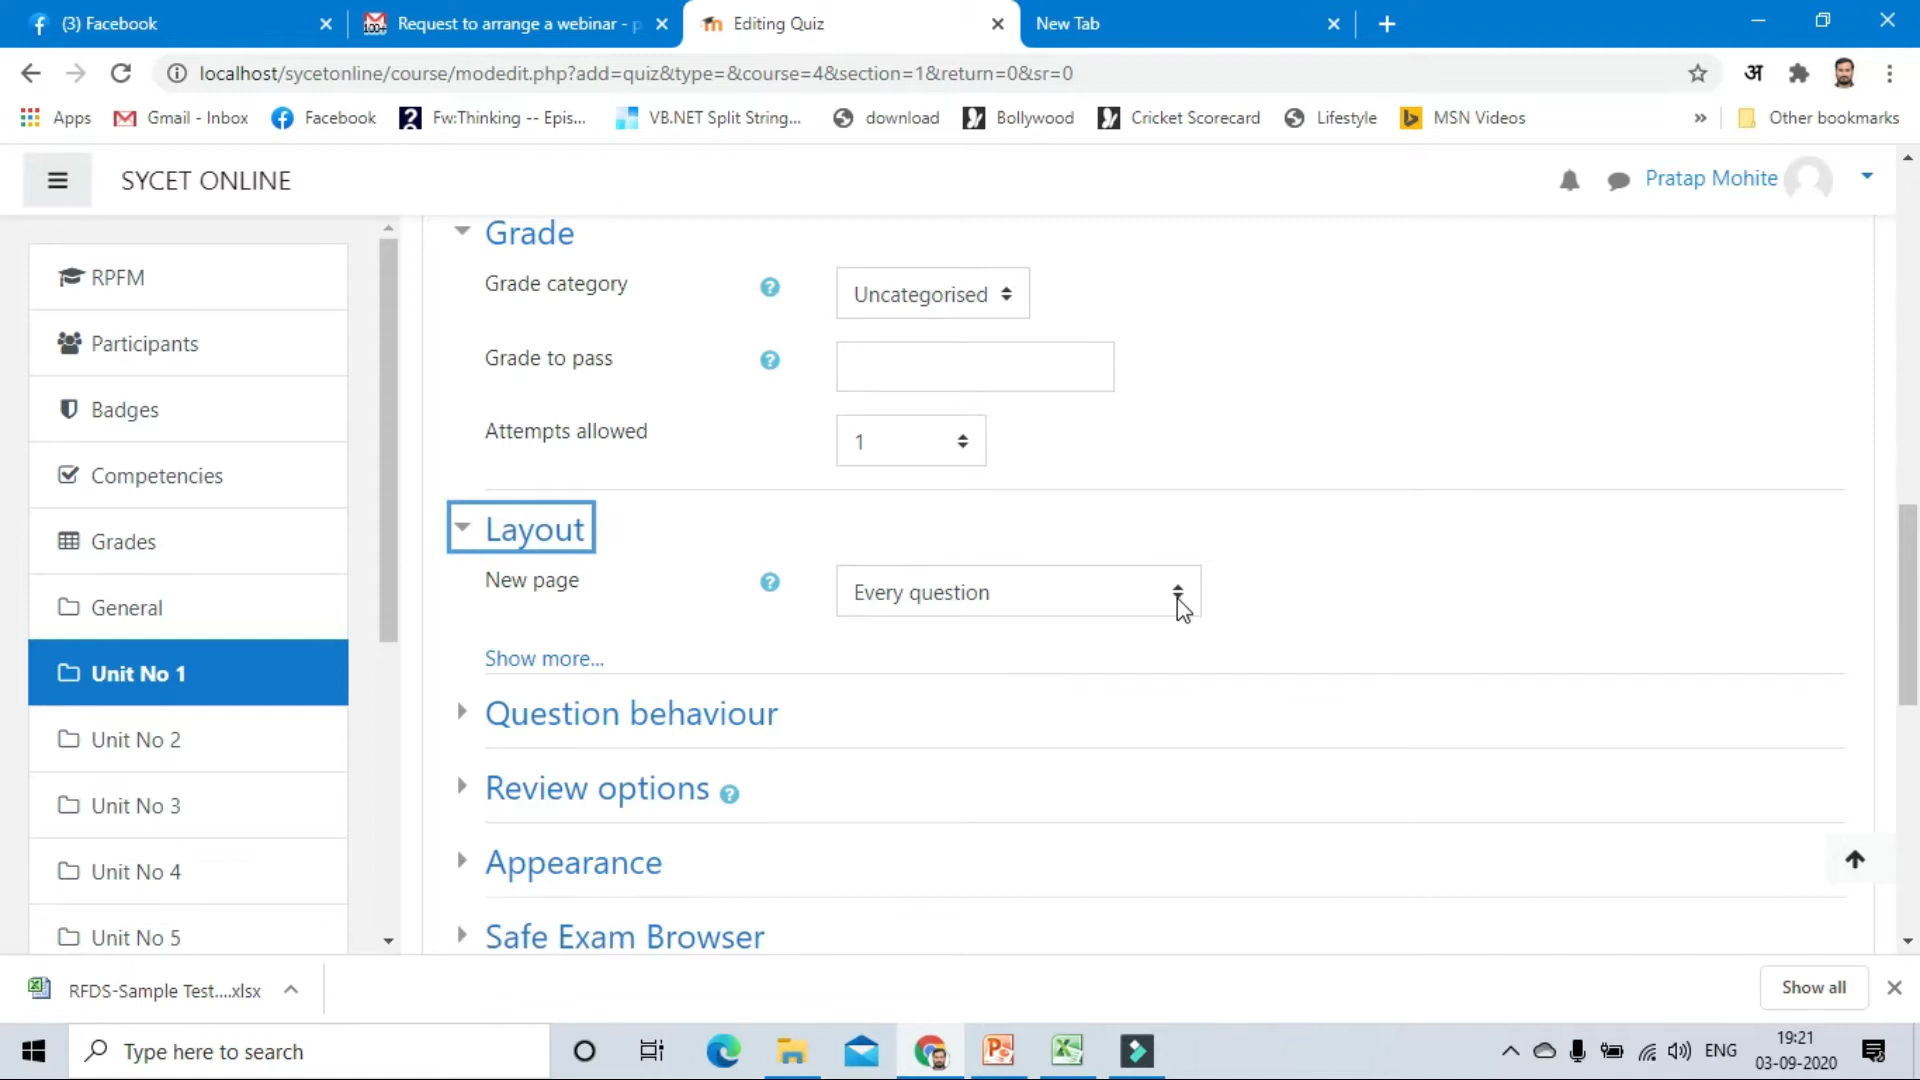 (3) Facebook
Request to arrange a webinar - p
Editing Quiz
New Tab
localhost/sycetonline/course/modedit.php?add=quiz&type=&course=4&section=1&return=0&sr=0
अ
Apps
Gmail - Inbox
Facebook
Fw:Thinking -- Epis...
VB.NET Split String...
download
Bollywood
Cricket Scorecard
Lifestyle
MSN Videos
»
Other bookmarks
SYCET ONLINE
Pratap Mohite
RPFM
Participants
Badges
Competencies
Grades
General
Unit No 1
Unit No 2
Unit No 3
Unit No 4
Unit No 5
Grade
Grade category
Uncategorised
Grade to pass
Attempts allowed
1
Layout
New page
Every question
Show more...
Question behaviour
Review options
Appearance
Safe Exam Browser
RFDS-Sample Test....xlsx
Show all
Type here to search
ENG
19:21
03-09-2020